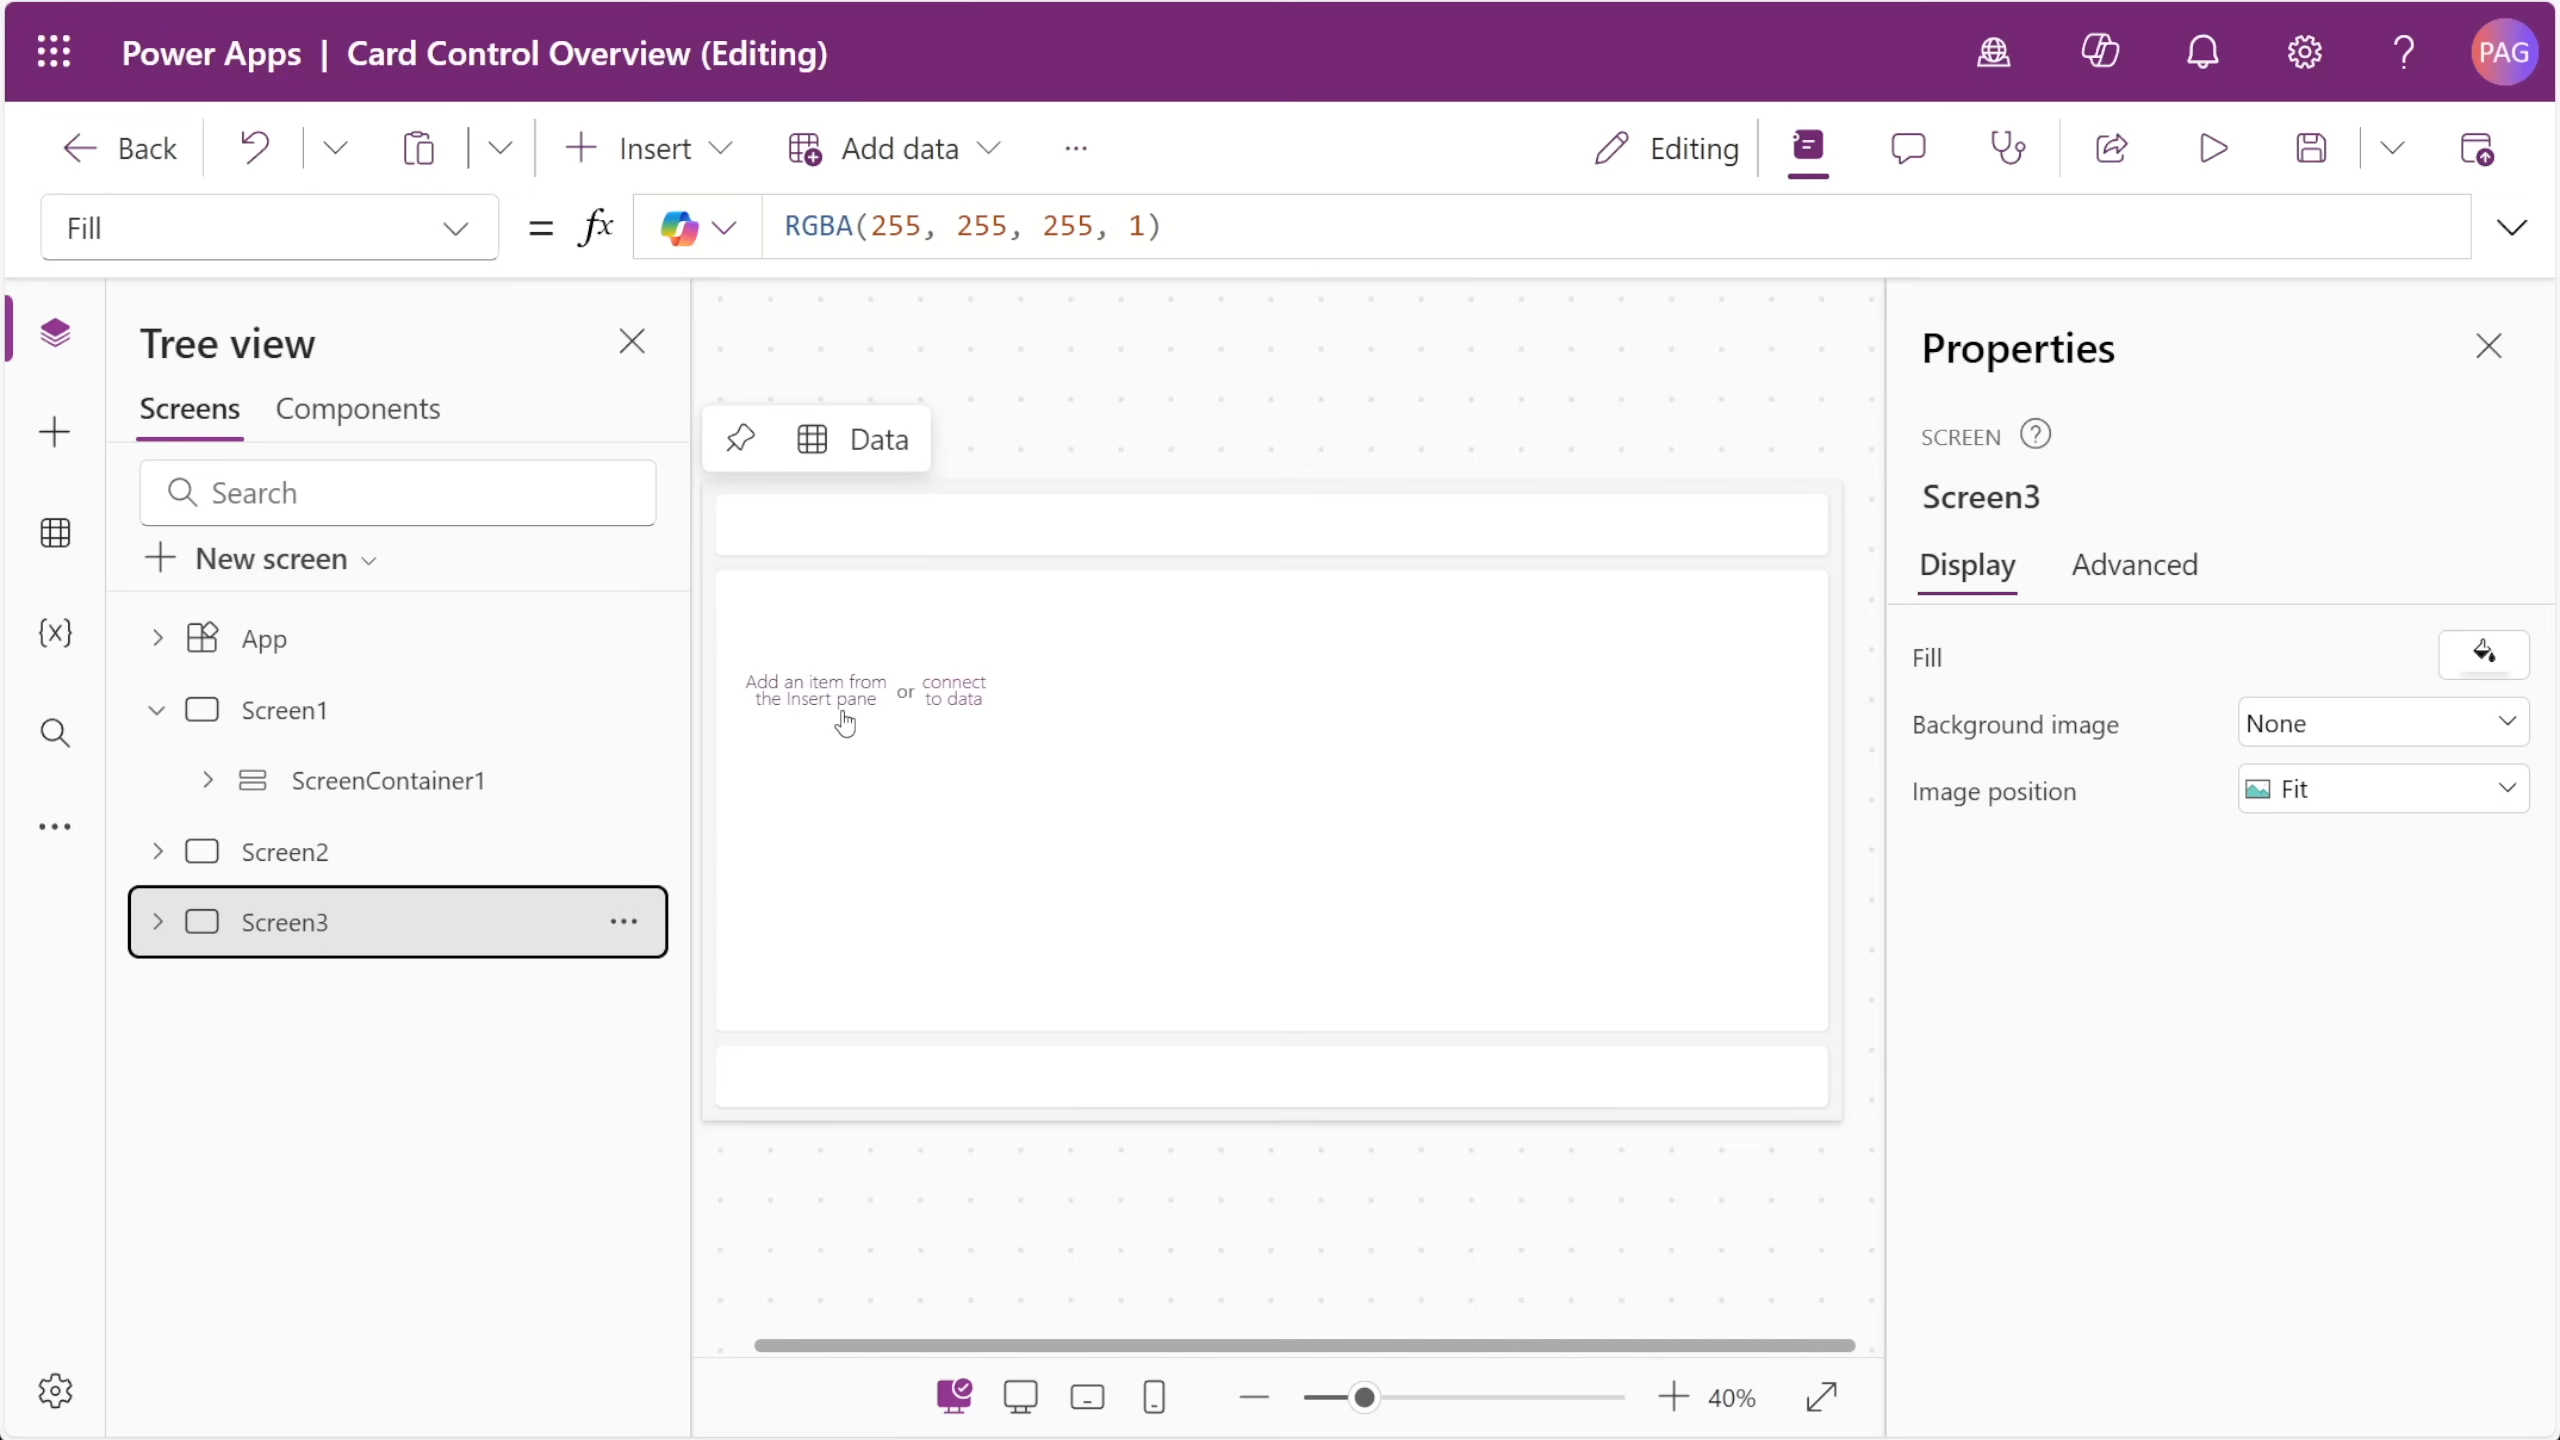 Power Apps | Card Control Overview (Editing)
PAG
Back
Insert
Add data
Editing
Fill
= fx
RGBA(255, 255, 255, 1)
Tree view
Screens
Components
Search
New screen
App
Screen1
ScreenContainer1
Screen2
Screen3
Data
Add an item from
the Insert pane
or
connect
to data
40%
Properties
SCREEN
Screen3
Display
Advanced
Fill
Background image
None
Image position
Fit